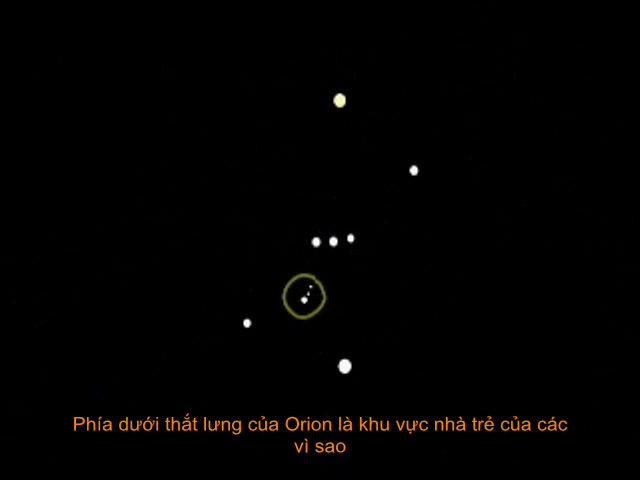 Phía dưới thắt lưng của Orion là khu vực nhà trẻ của các
vì sao